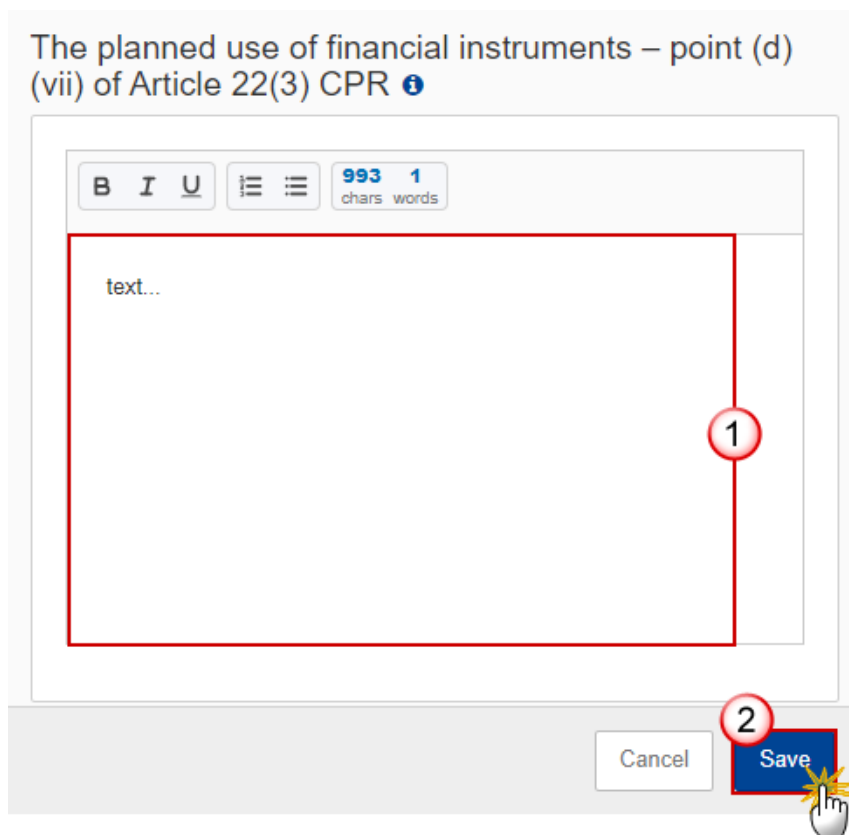 The planned use of financial instruments – point (d)
(vii) of Article 22(3) CPR
B I U 993 1
chars words
text...
1
2
Cancel Save